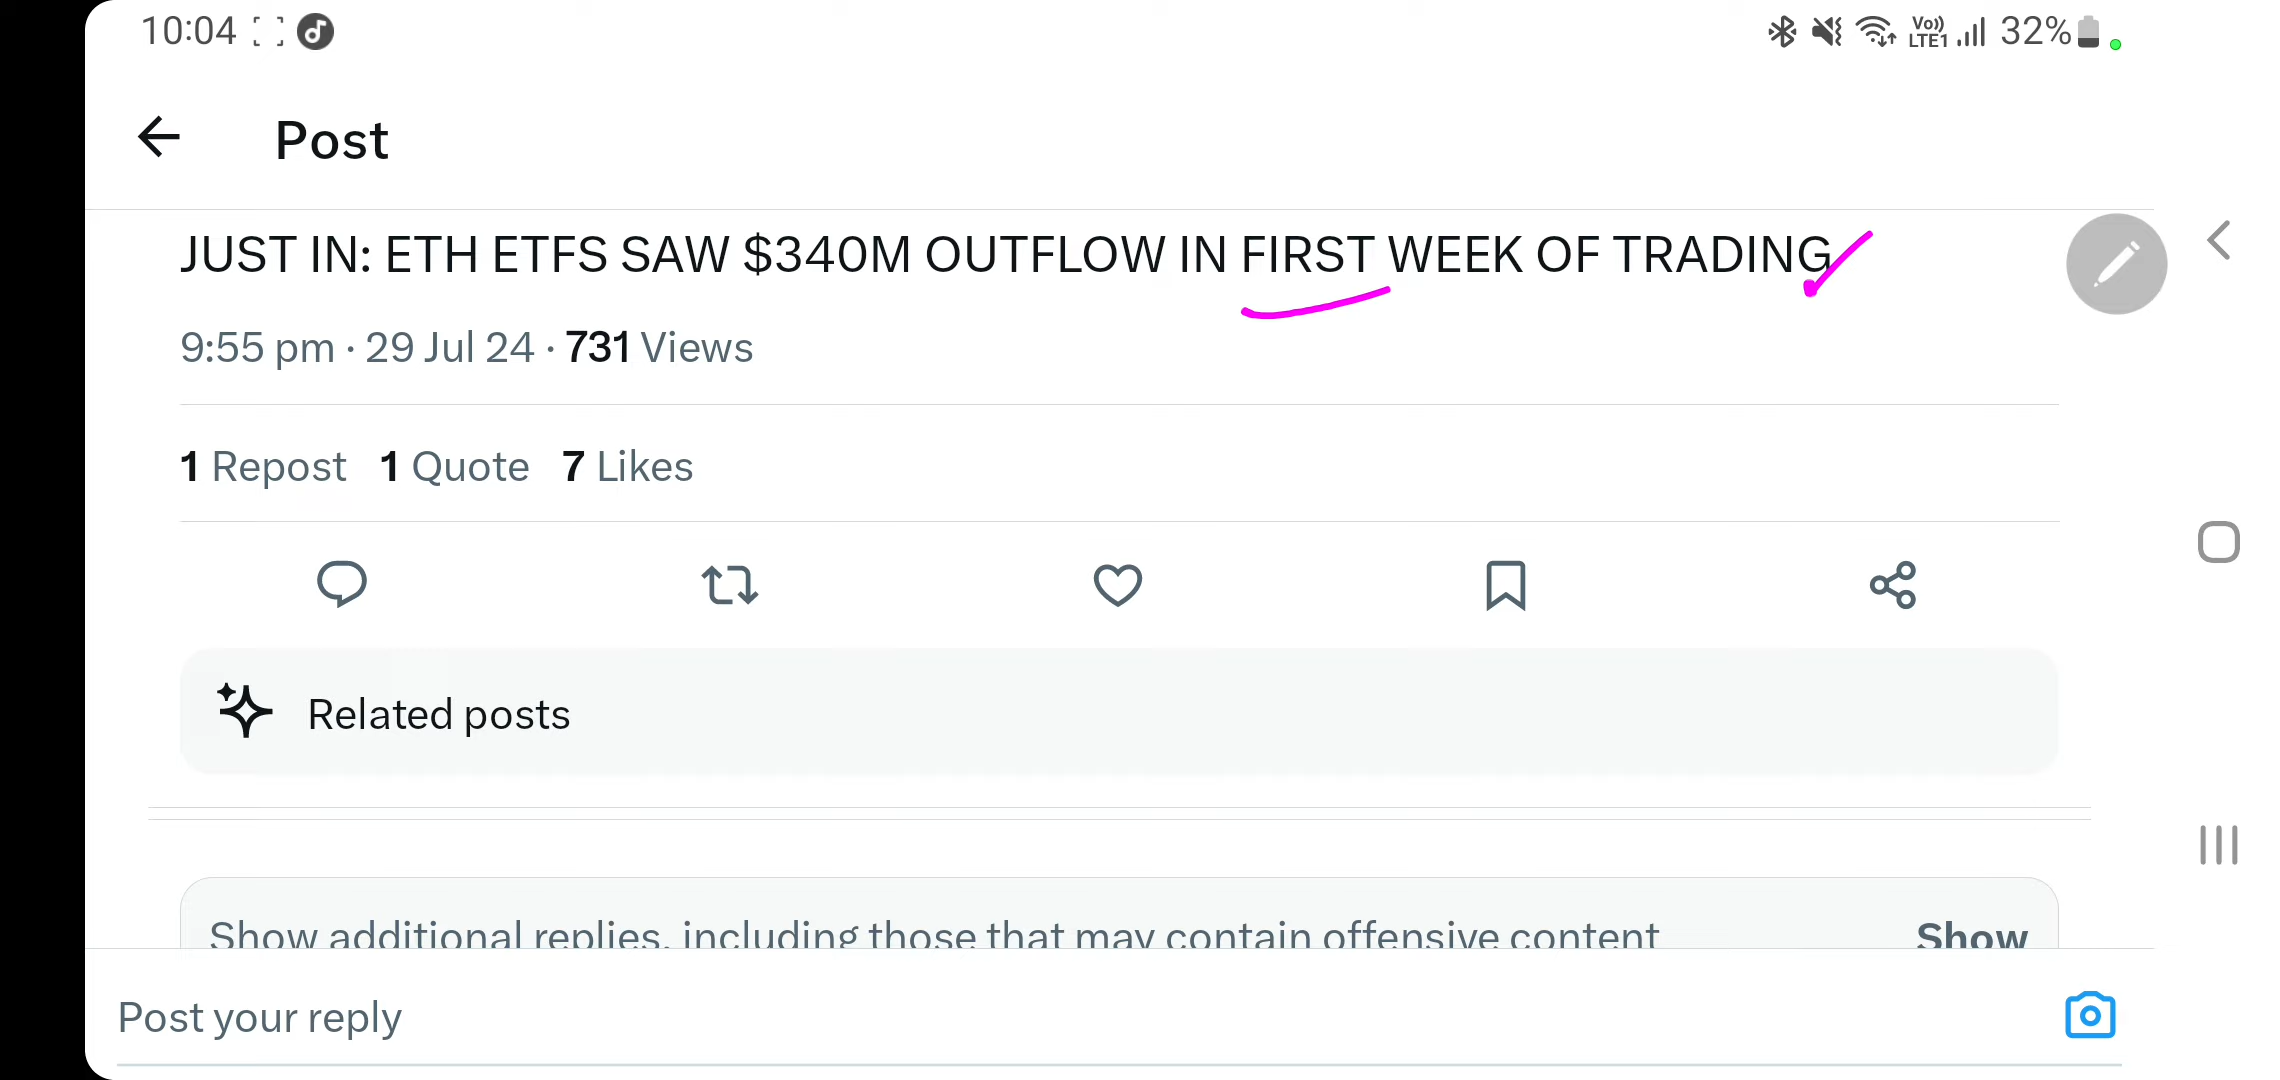 10:04 Vo)) LTE1 32%
Post
JUST IN: ETH ETFS SAW $340M OUTFLOW IN FIRST WEEK OF TRADING
9:55 pm · 29 Jul 24 · 731 Views
1 Repost 1 Quote 7 Likes
Related posts
Show additional replies, including those that may contain offensive content Show
Post your reply